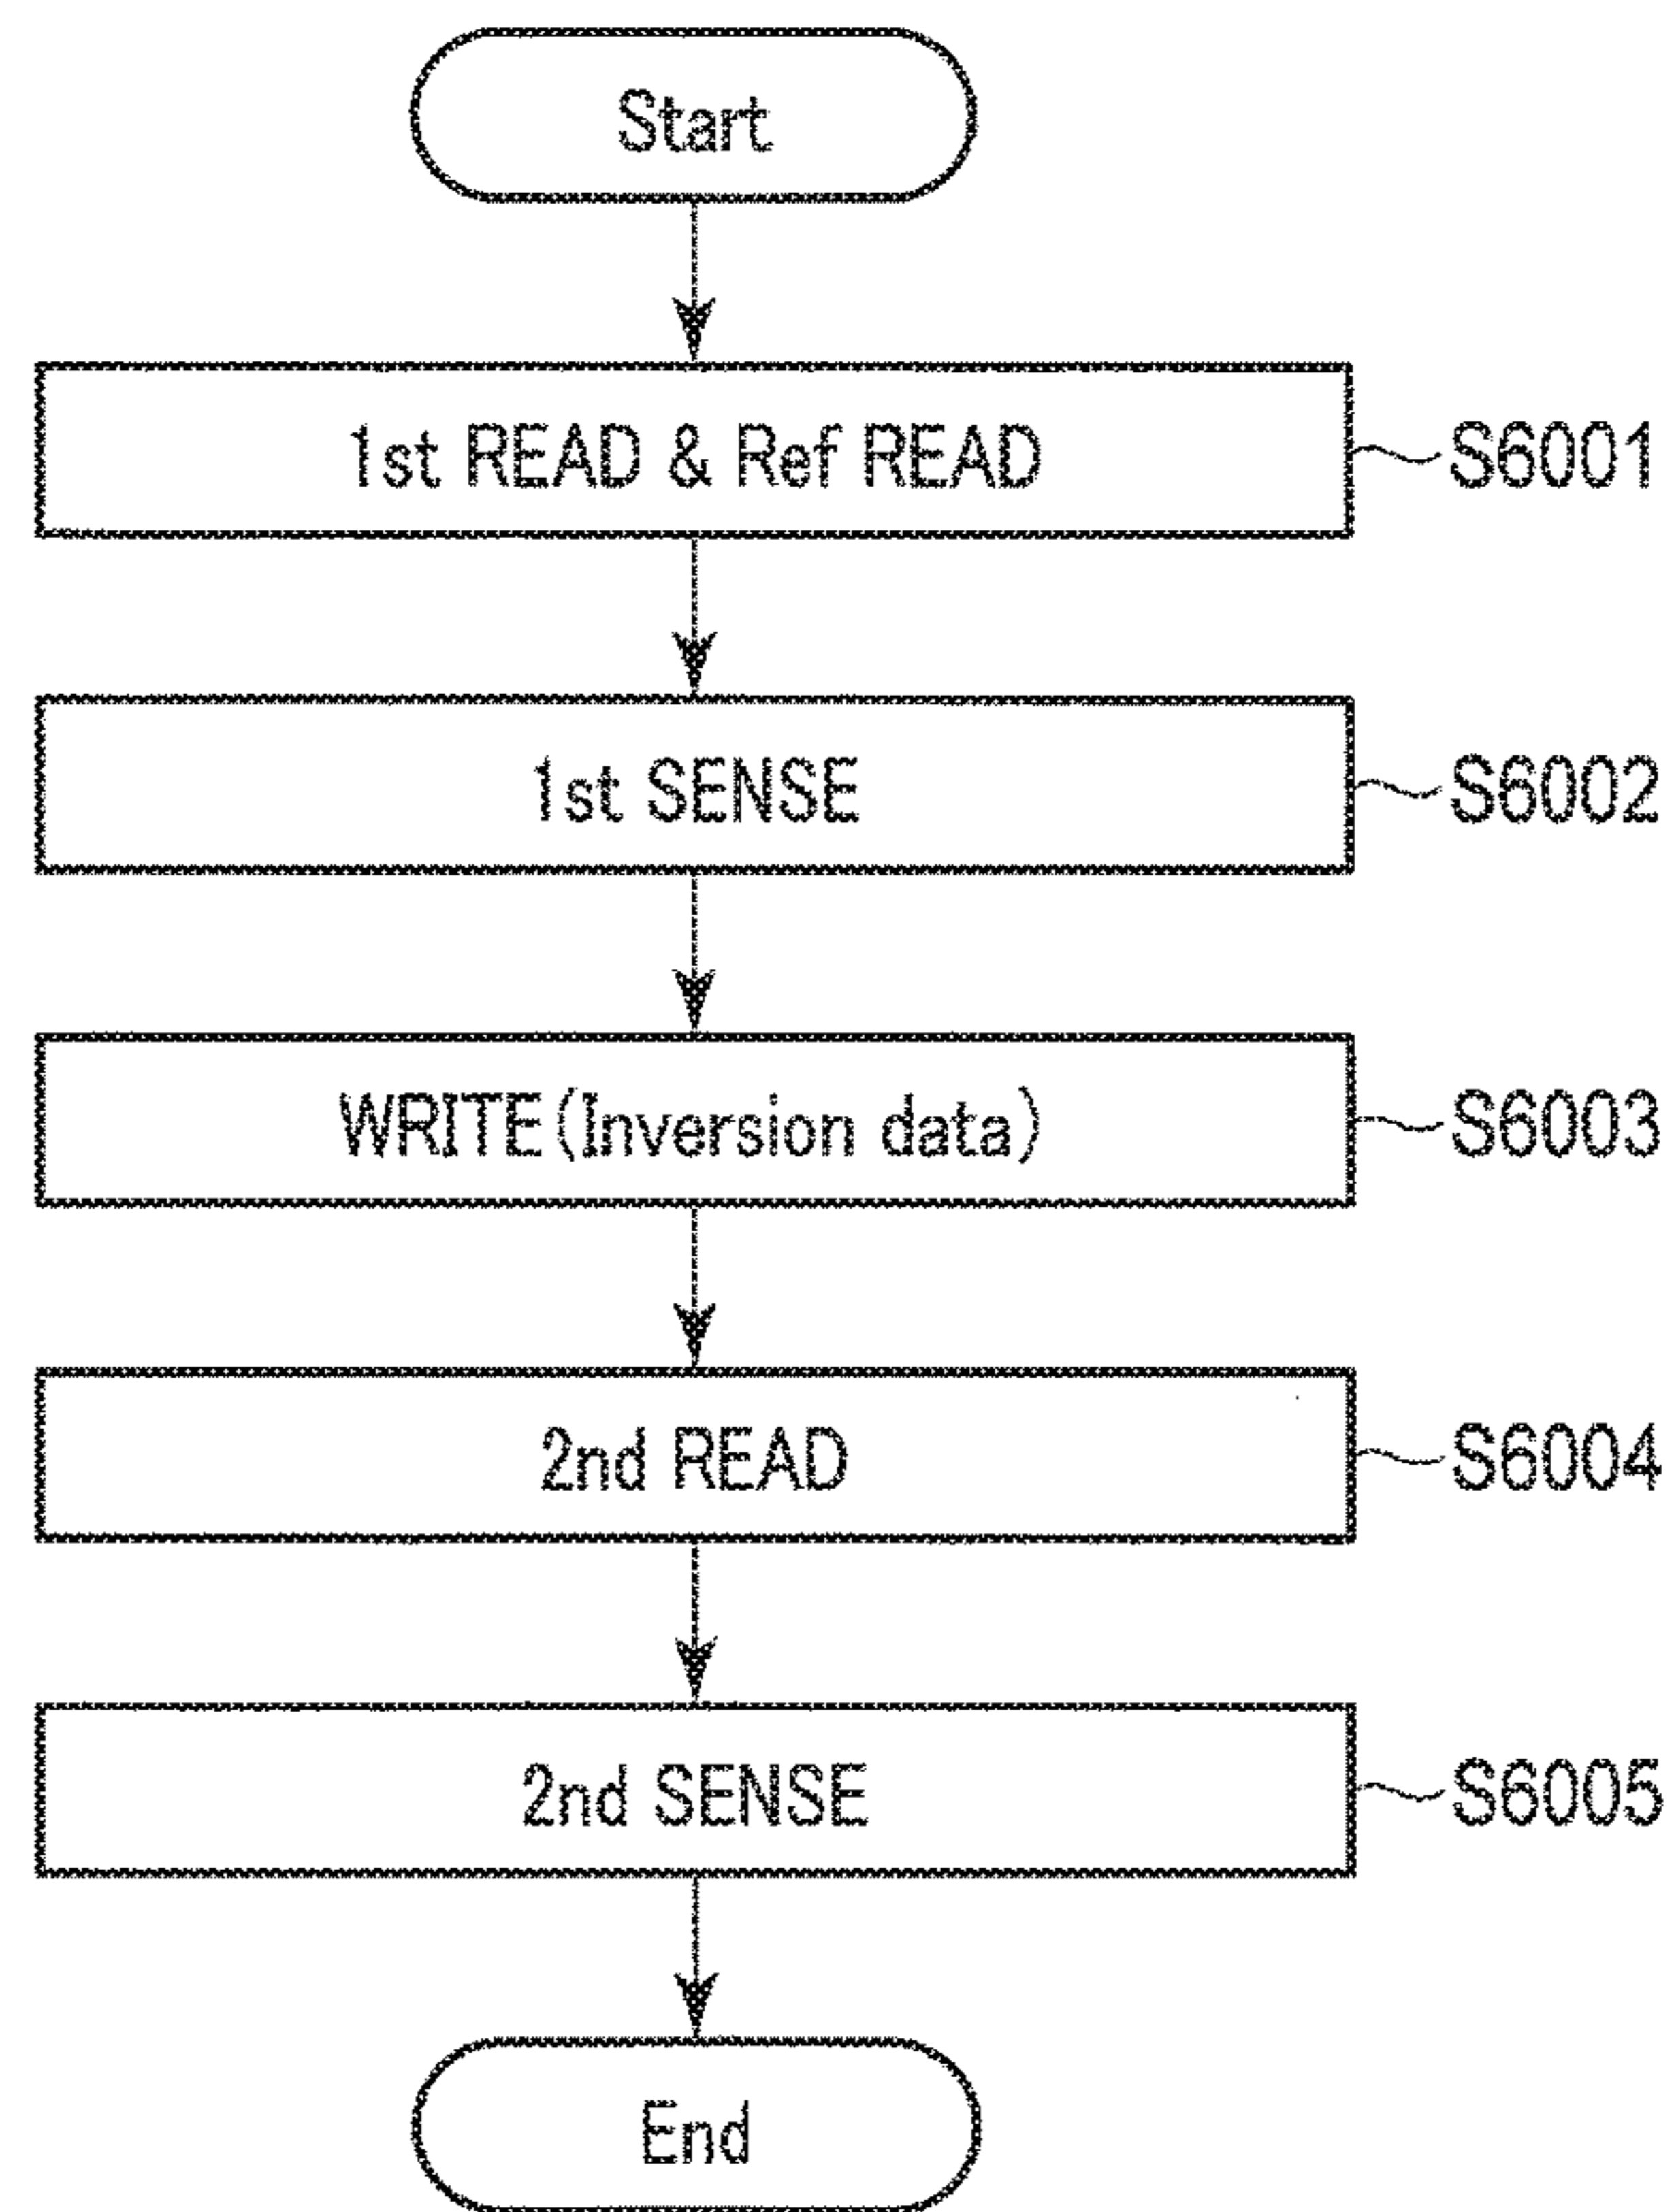 Start
1st READ & Ref READ
S6001
1st SENSE
S6002
WRITE(Inversion data)
S6003
2nd READ
S6004
2nd SENSE
S6005
End